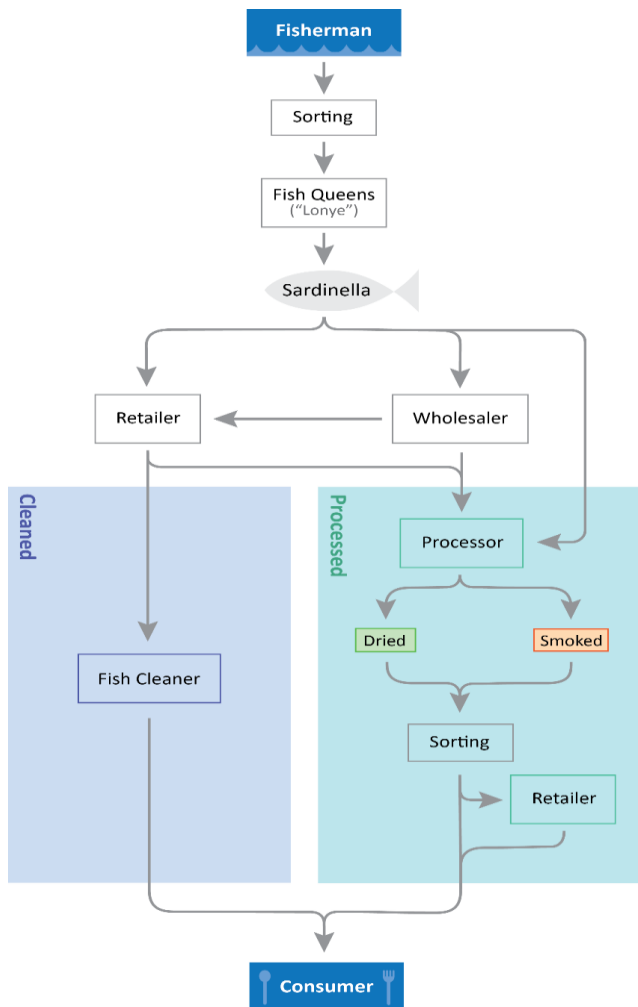 Fisherman
Sorting
Fish Queens
("Lonye")
Sardinella
Retailer
Wholesaler
Cleaned
Processed
Processor
Dried
Smoked
Fish Cleaner
Sorting
Retailer
Consumer